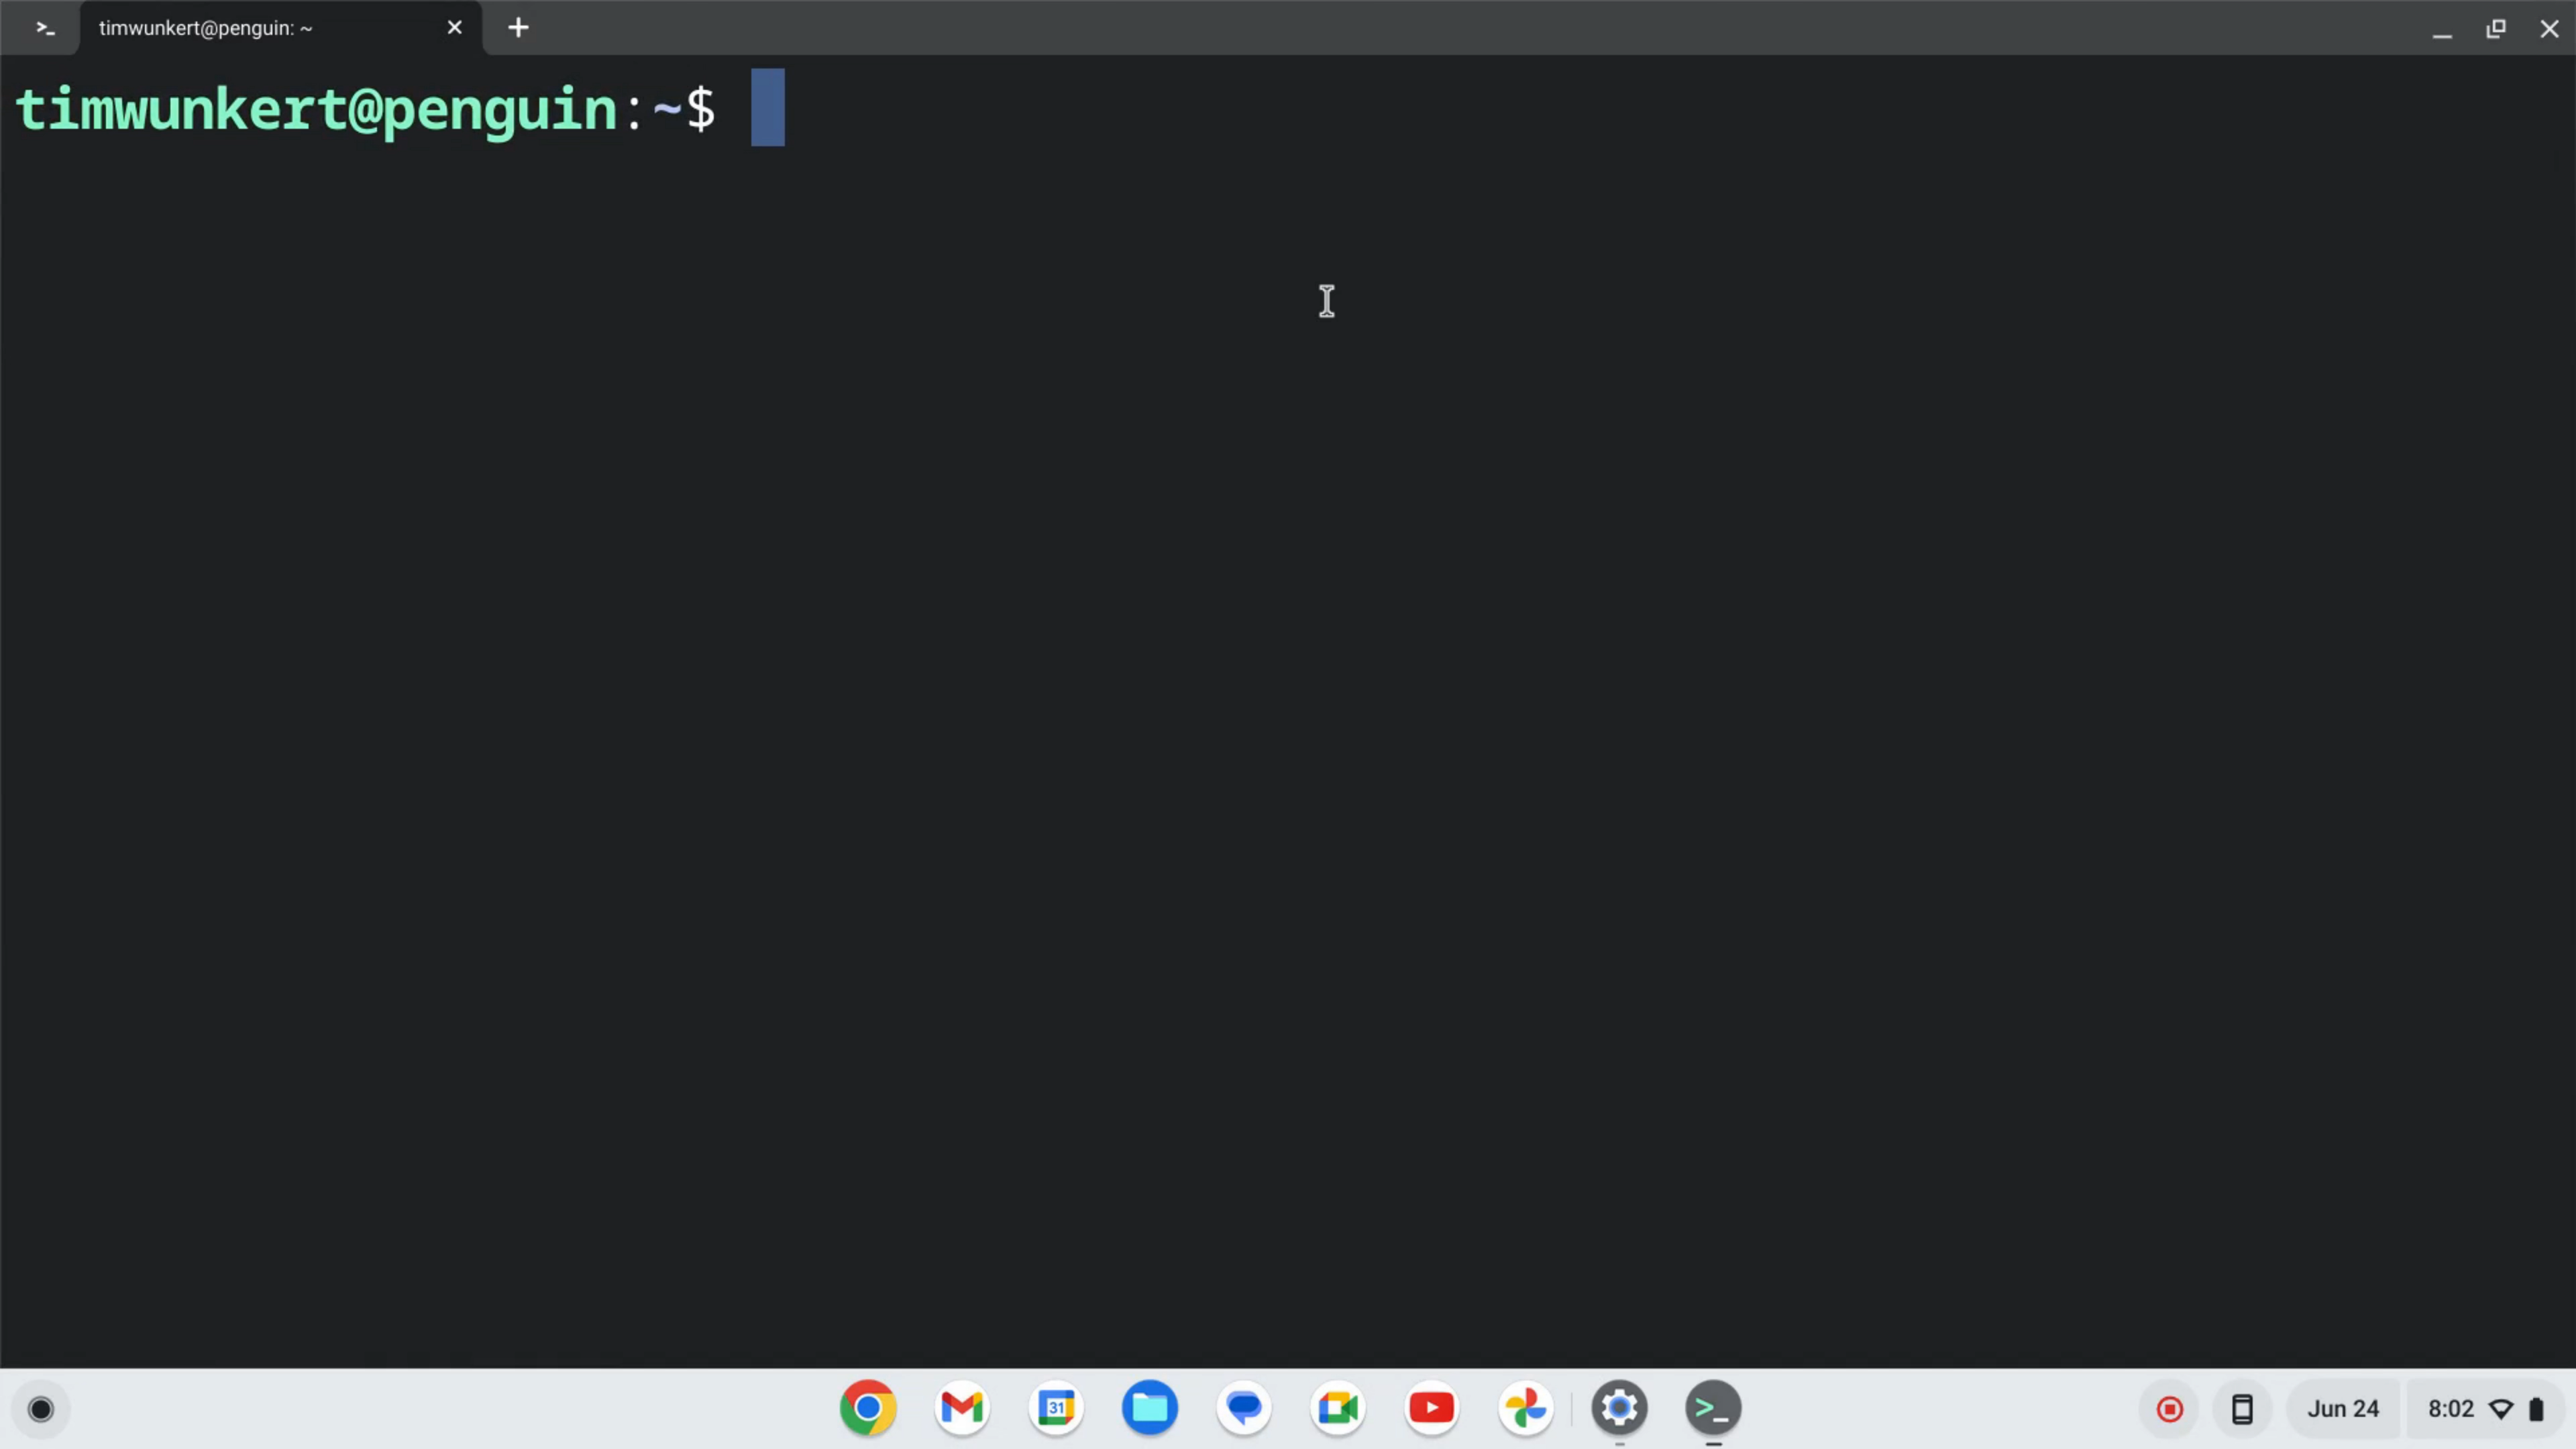 >_ timwunkert@penguin: ~
timwunkert@penguin:~$
31
>_
Jun 24
8:02